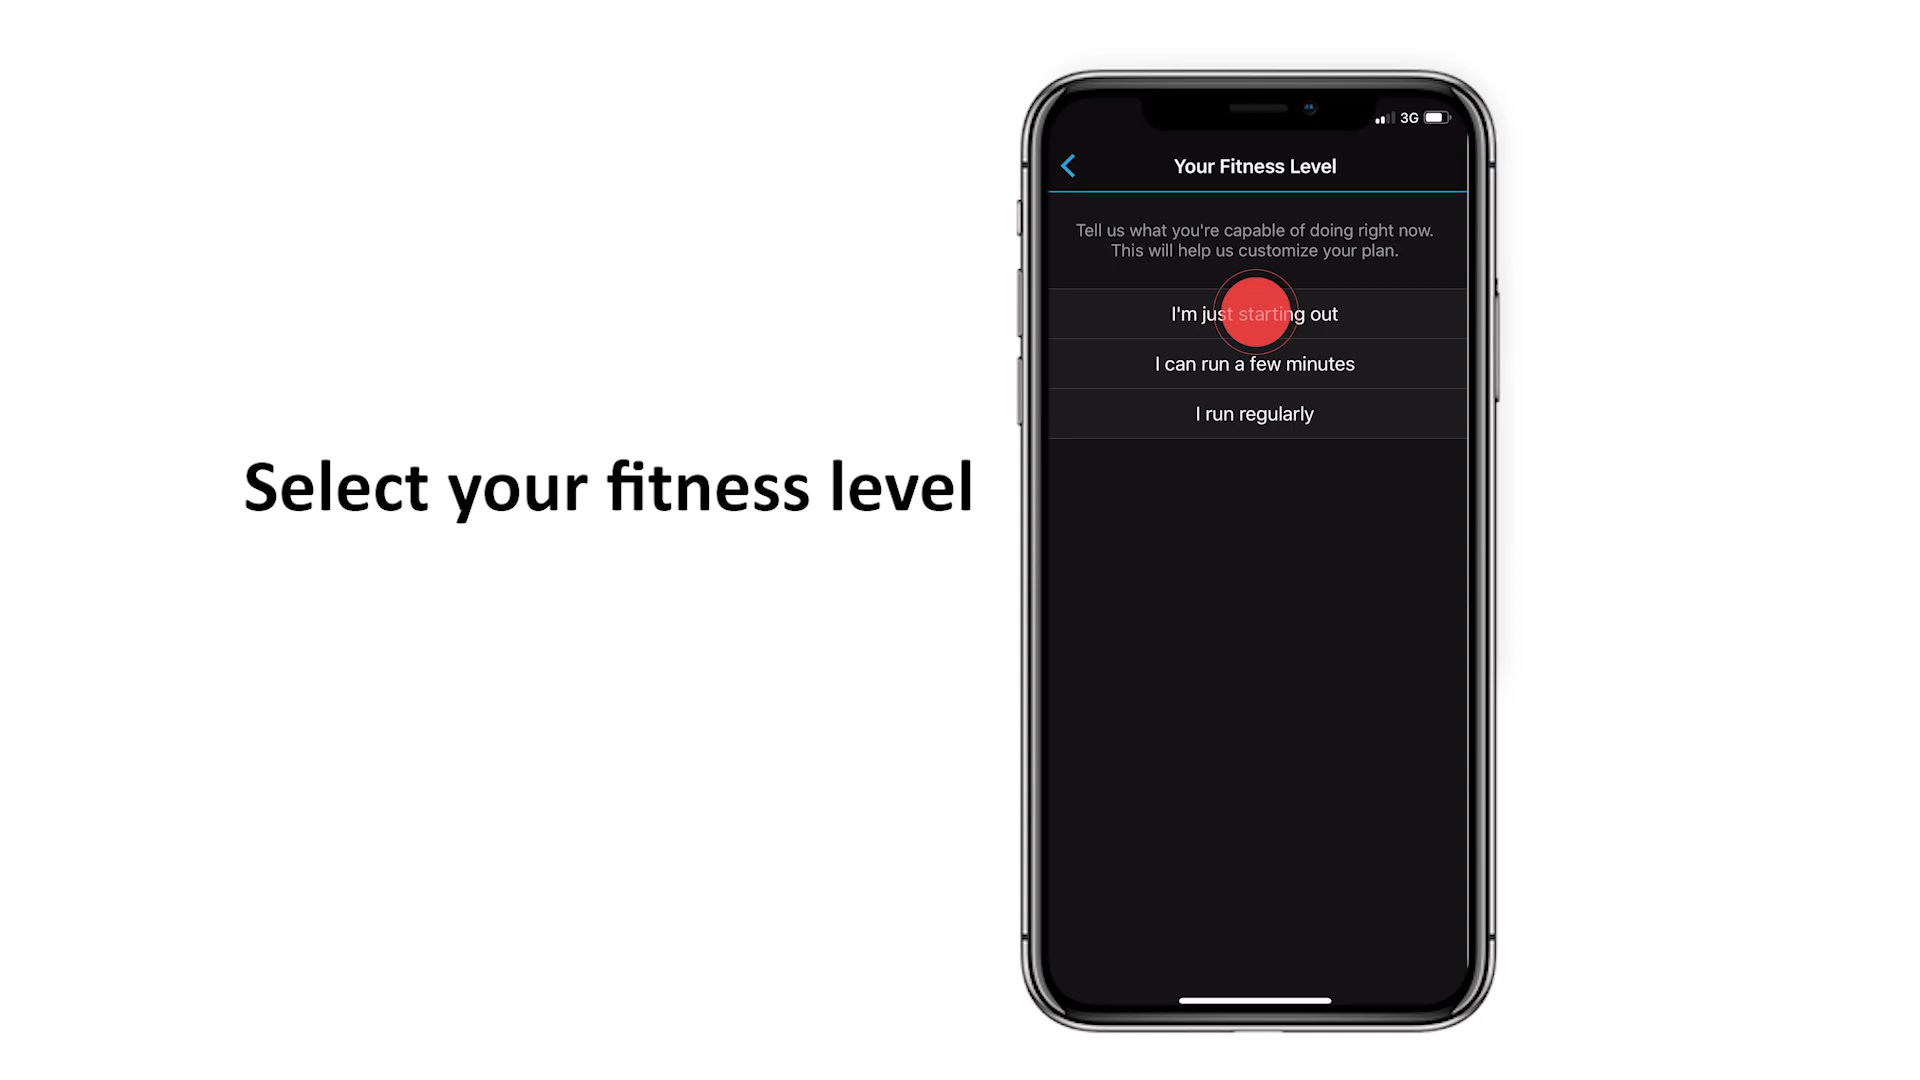 Select your fitness level
3G
Your Fitness Level
Tell us what you're capable of doing right now.
This will help us customize your plan.
I'm just starting out
I can run a few minutes
I run regularly